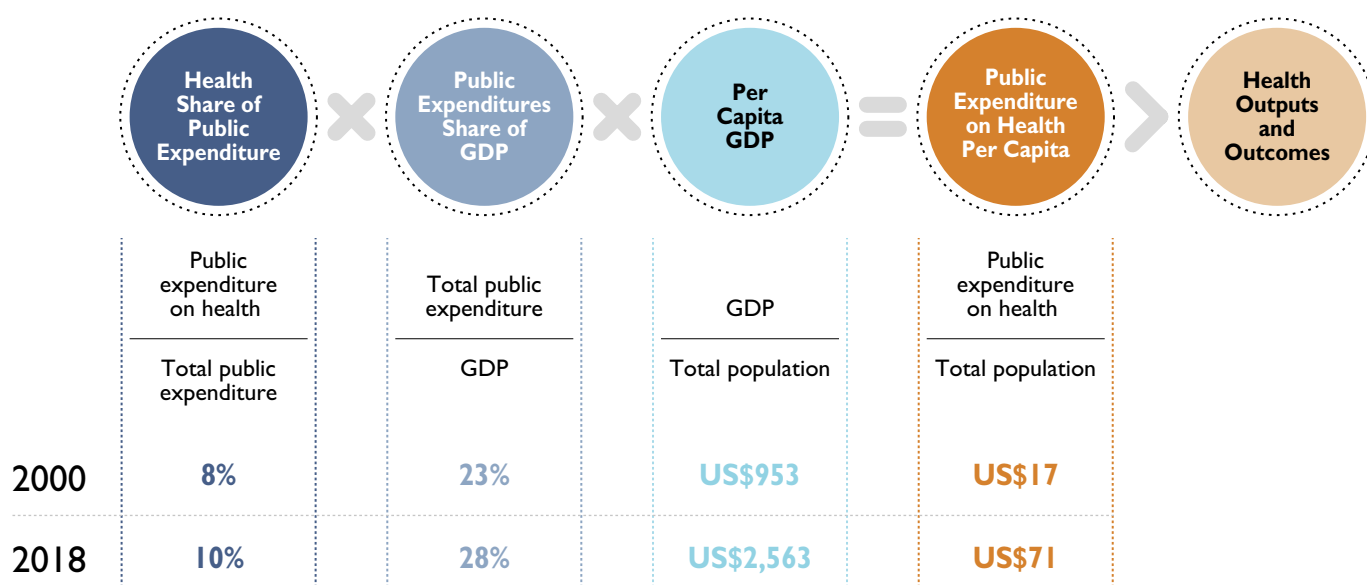 Health
Share of
Public
Expenditure
Public
Expenditures
Share of
GDP
Per
Capita
GDP
Public
Expenditure
on Health
Per Capita
Health
Outputs
and
Outcomes
Public
expenditure
on health
Total public
expenditure
Total public
expenditure
GDP
GDP
Total population
Public
expenditure
on health
Total population
2000 8% 23% US$953 US$17
2018 10% 28% US$2,563 US$71